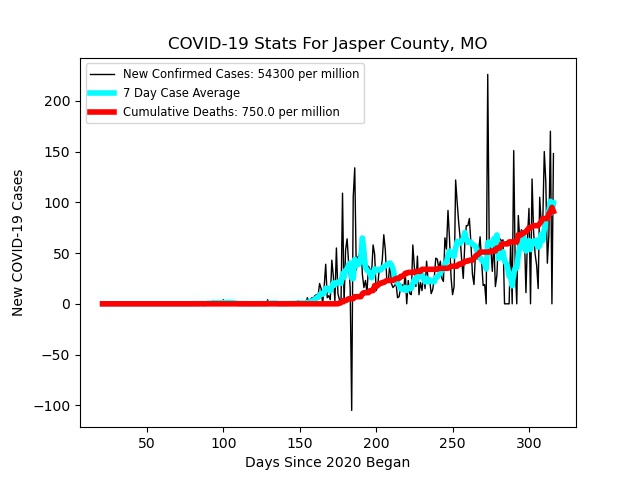 COVID-19 Stats For Jasper County, MO
New Confirmed Cases: 54300 per million
7 Day Case Average
Cumulative Deaths: 750.0 per million
New COVID-19 Cases
200
150
100
50
0
−50
−100
50 100 150 200 250 300
Days Since 2020 Began